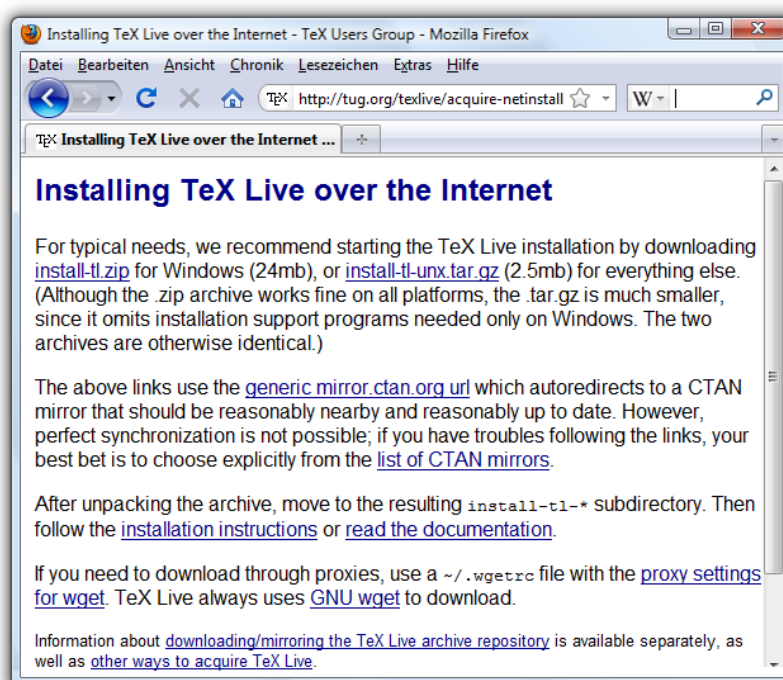 Installing TeX Live over the Internet - TeX Users Group - Mozilla Firefox
Datei Bearbeiten Ansicht Chronik Lesezeichen Extras Hilfe
TEX http://tug.org/texlive/acquire-netinstall W
TEX Installing TeX Live over the Internet ...
Installing TeX Live over the Internet
For typical needs, we recommend starting the TeX Live installation by downloading
install-tl.zip for Windows (24mb), or install-tl-unx.tar.gz (2.5mb) for everything else.
(Although the .zip archive works fine on all platforms, the .tar.gz is much smaller,
since it omits installation support programs needed only on Windows. The two
archives are otherwise identical.)
The above links use the generic mirror.ctan.org url which autoredirects to a CTAN
mirror that should be reasonably nearby and reasonably up to date. However,
perfect synchronization is not possible; if you have troubles following the links, your
best bet is to choose explicitly from the list of CTAN mirrors.
After unpacking the archive, move to the resulting install-tl-* subdirectory. Then
follow the installation instructions or read the documentation.
If you need to download through proxies, use a ~/.wgetrc file with the proxy settings
for wget. TeX Live always uses GNU wget to download.
Information about downloading/mirroring the TeX Live archive repository is available separately, as
well as other ways to acquire TeX Live.